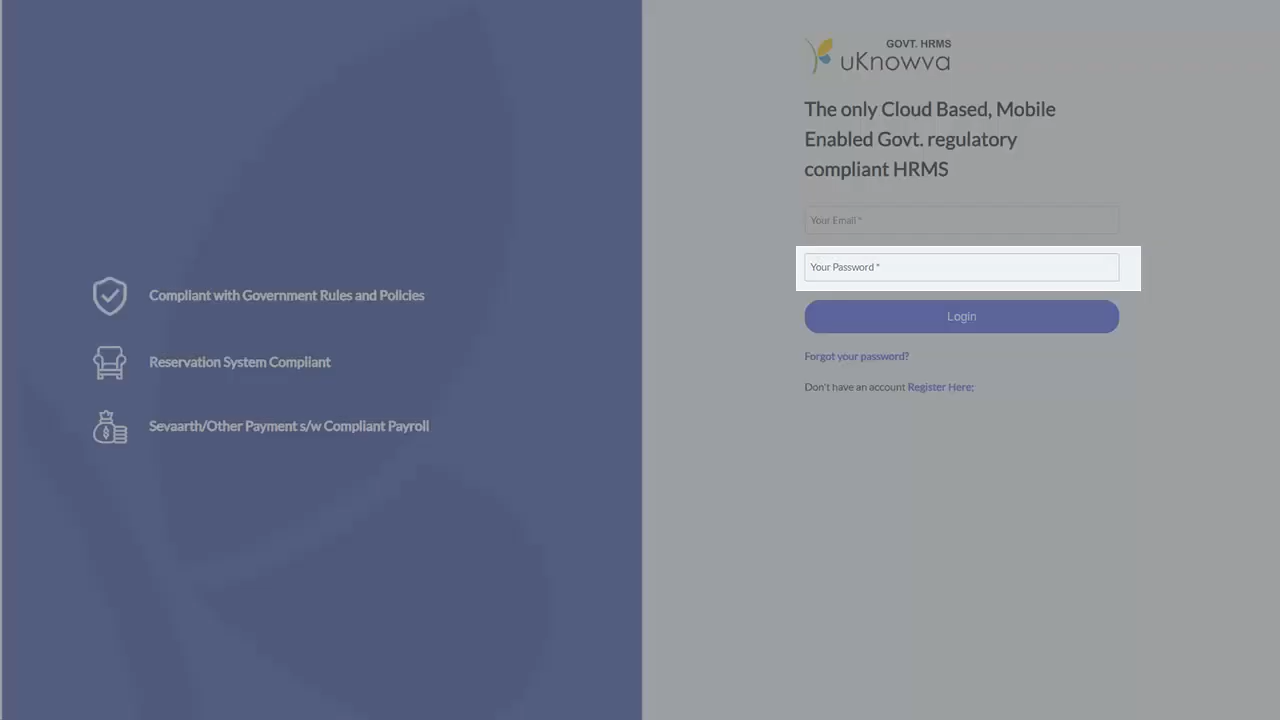 Compliant with Government Rules and Policies
Reservation System Compliant
Sevaarth/Other Payment s/w Compliant Payroll
GOVT. HRMS
uKnowva
The only Cloud Based, Mobile
Enabled Govt. regulatory
compliant HRMS
Your Email *
Your Password *
Login
Forgot your password?
Don't have an account Register Here;